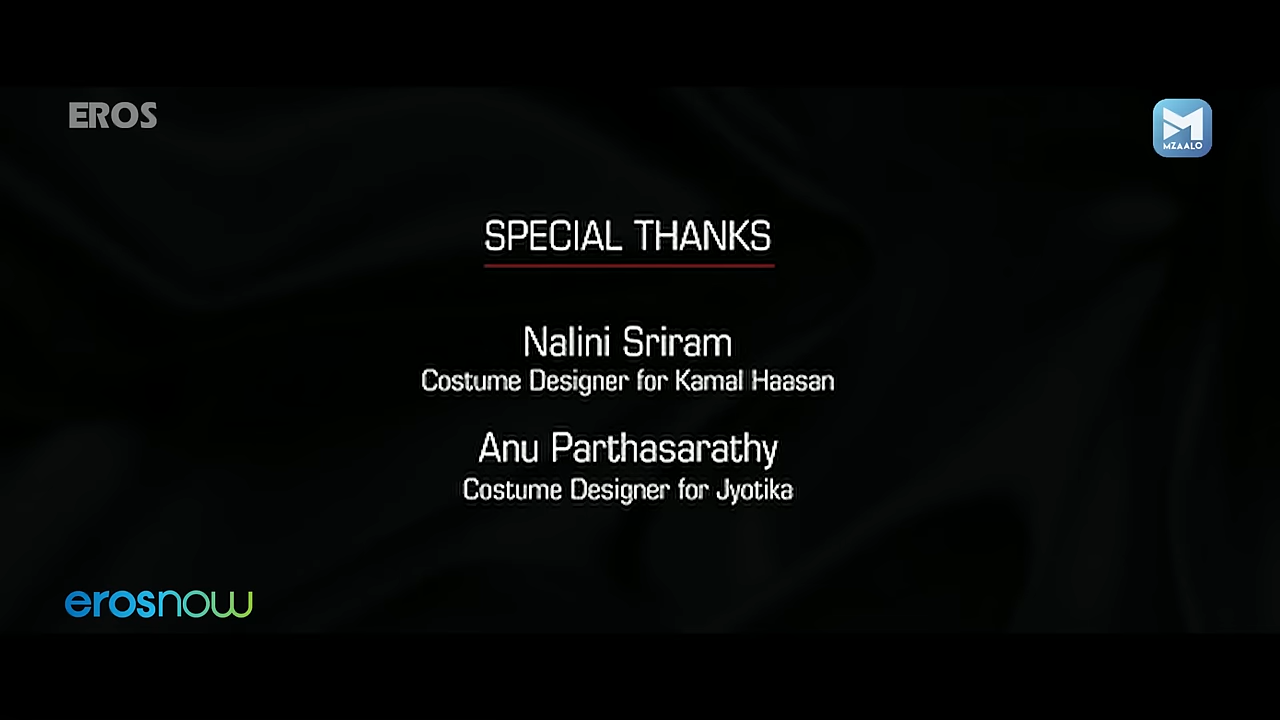 EROS
MZAALO
SPECIAL THANKS
Nalini Sriram
Costume Designer for Kamal Haasan
Anu Parthasarathy
Costume Designer for Jyotika
erosnow